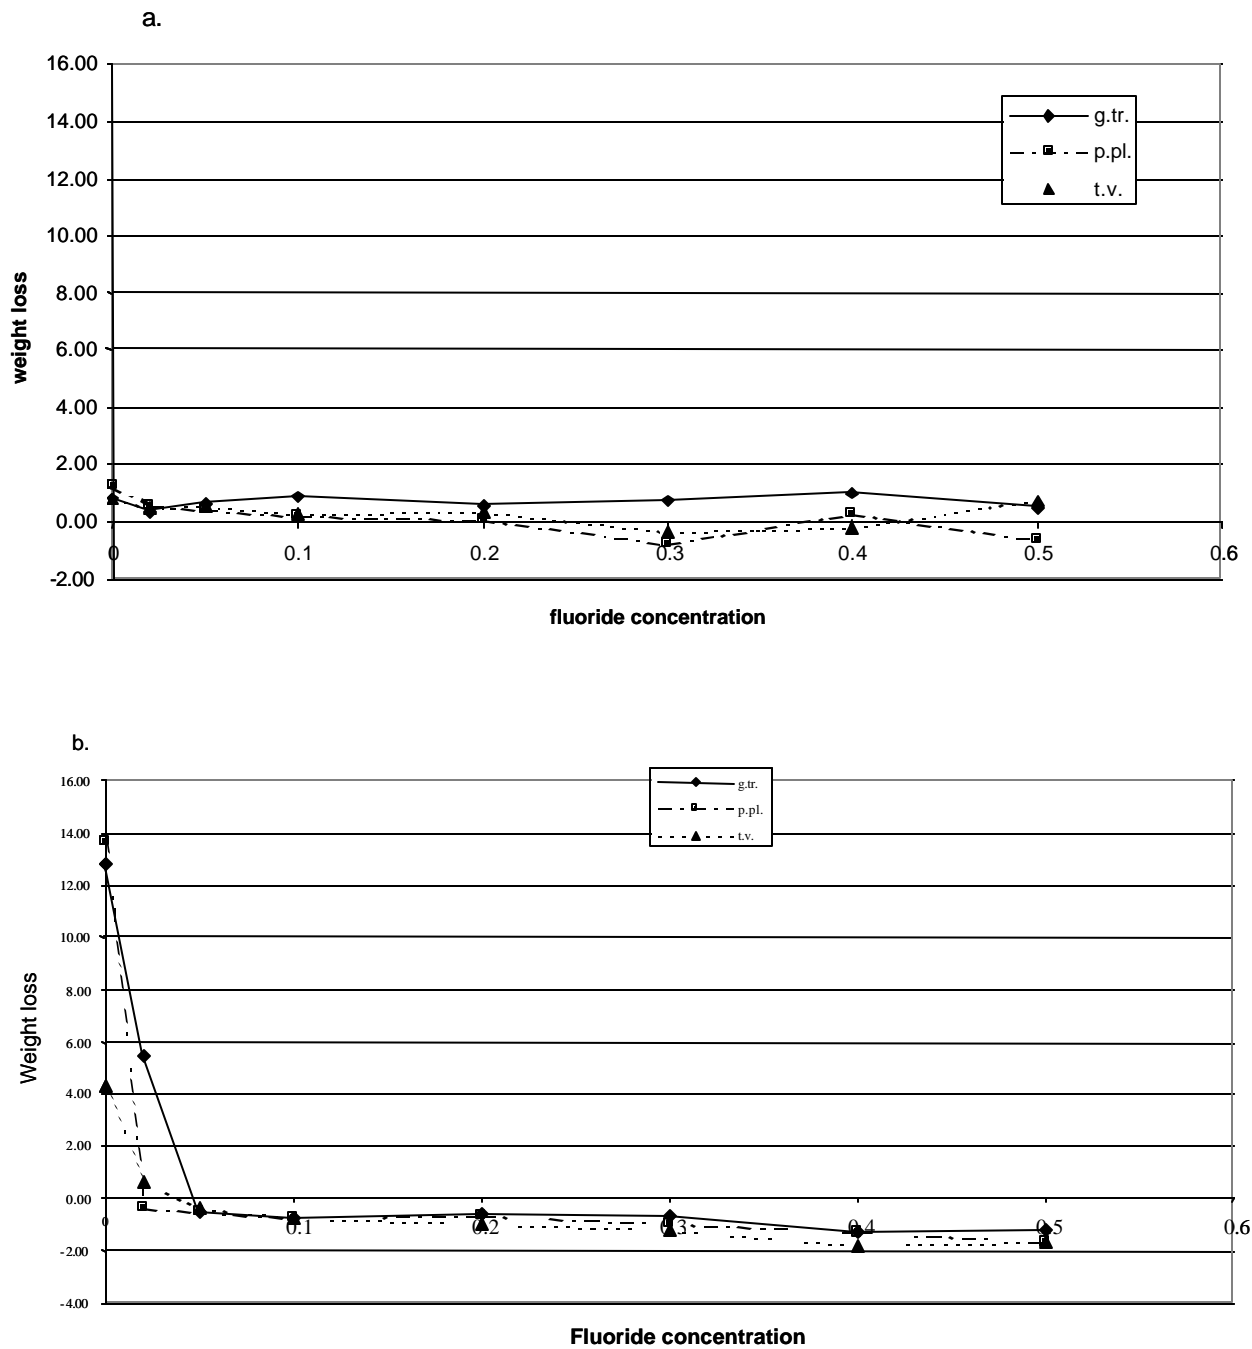 a.
16.00
14.00
12.00
10.00
8.00
6.00
4.00
2.00
0.00
-2.00
weight loss
g.tr.
p.pl.
t.v.
0 0.1 0.2 0.3 0.4 0.5 0.6
fluoride concentration
b.
16.00
14.00
12.00
10.00
8.00
6.00
4.00
2.00
0.00
-2.00
-4.00
Weight loss
g.tr.
p.pl.
t.v.
0 0.1 0.2 0.3 0.4 0.5 0.6
Fluoride concentration